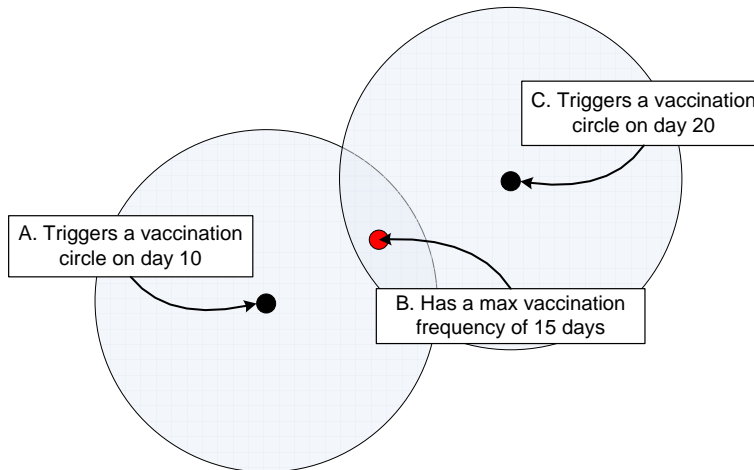 C. Triggers a vaccination
circle on day 20
A. Triggers a vaccination
circle on day 10
B. Has a max vaccination
frequency of 15 days